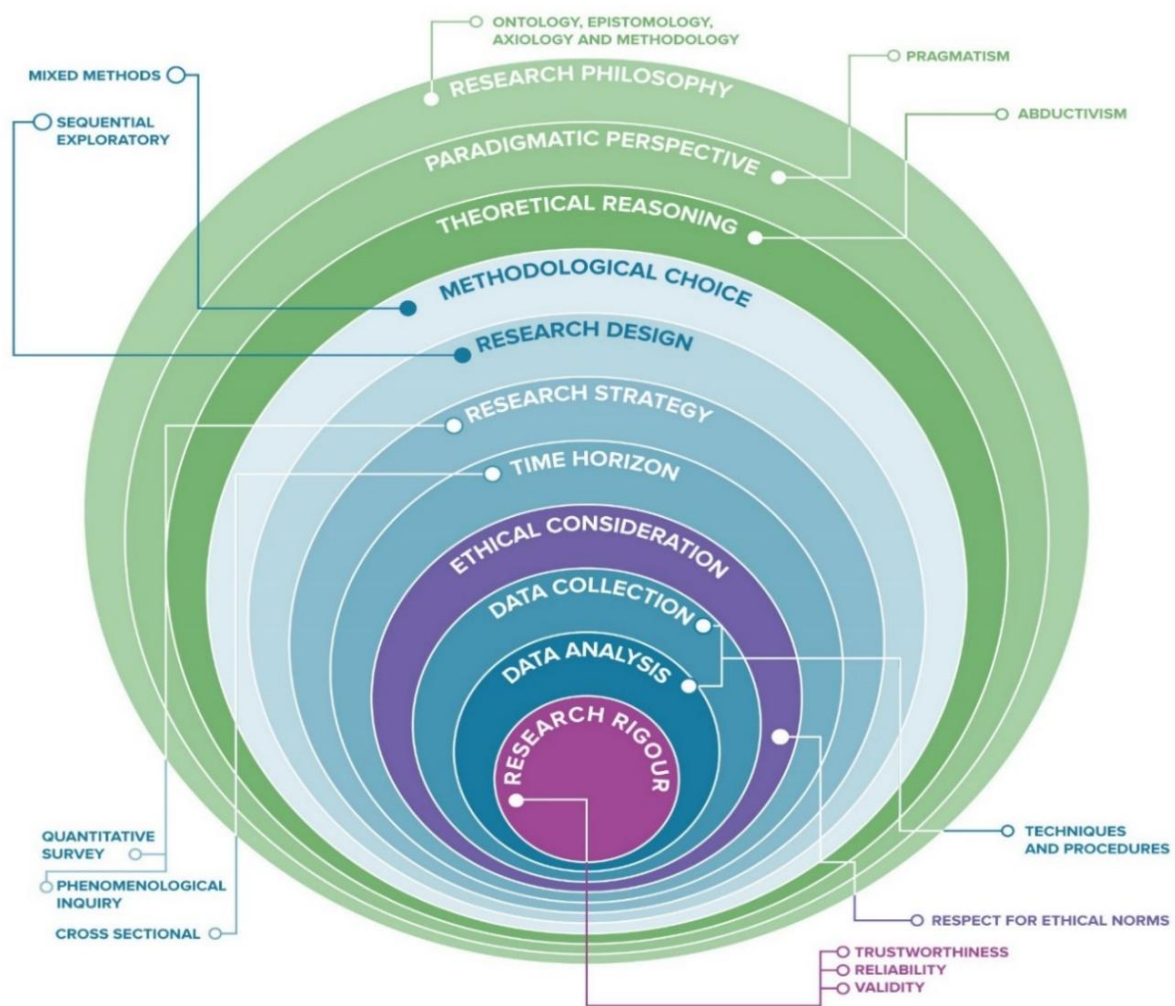 ONTOLOGY, EPISTOMOLOGY,
AXIOLOGY AND METHODOLOGY
PRAGMATISM
MIXED METHODS
RESEARCH PHILOSOPHY
ABDUCTIVISM
SEQUENTIAL
EXPLORATORY
PARADIGMATIC PERSPECTIVE
THEORETICAL REASONING
METHODOLOGICAL CHOICE
RESEARCH DESIGN
RESEARCH STRATEGY
TIME HORIZON
ETHICAL CONSIDERATION
DATA COLLECTION
DATA ANALYSIS
RESEARCH RIGOUR
QUANTITATIVE
SURVEY
TECHNIQUES
AND PROCEDURES
PHENOMENOLOGICAL
INQUIRY
RESPECT FOR ETHICAL NORMS
CROSS SECTIONAL
TRUSTWORTHINESS
RELIABILITY
VALIDITY